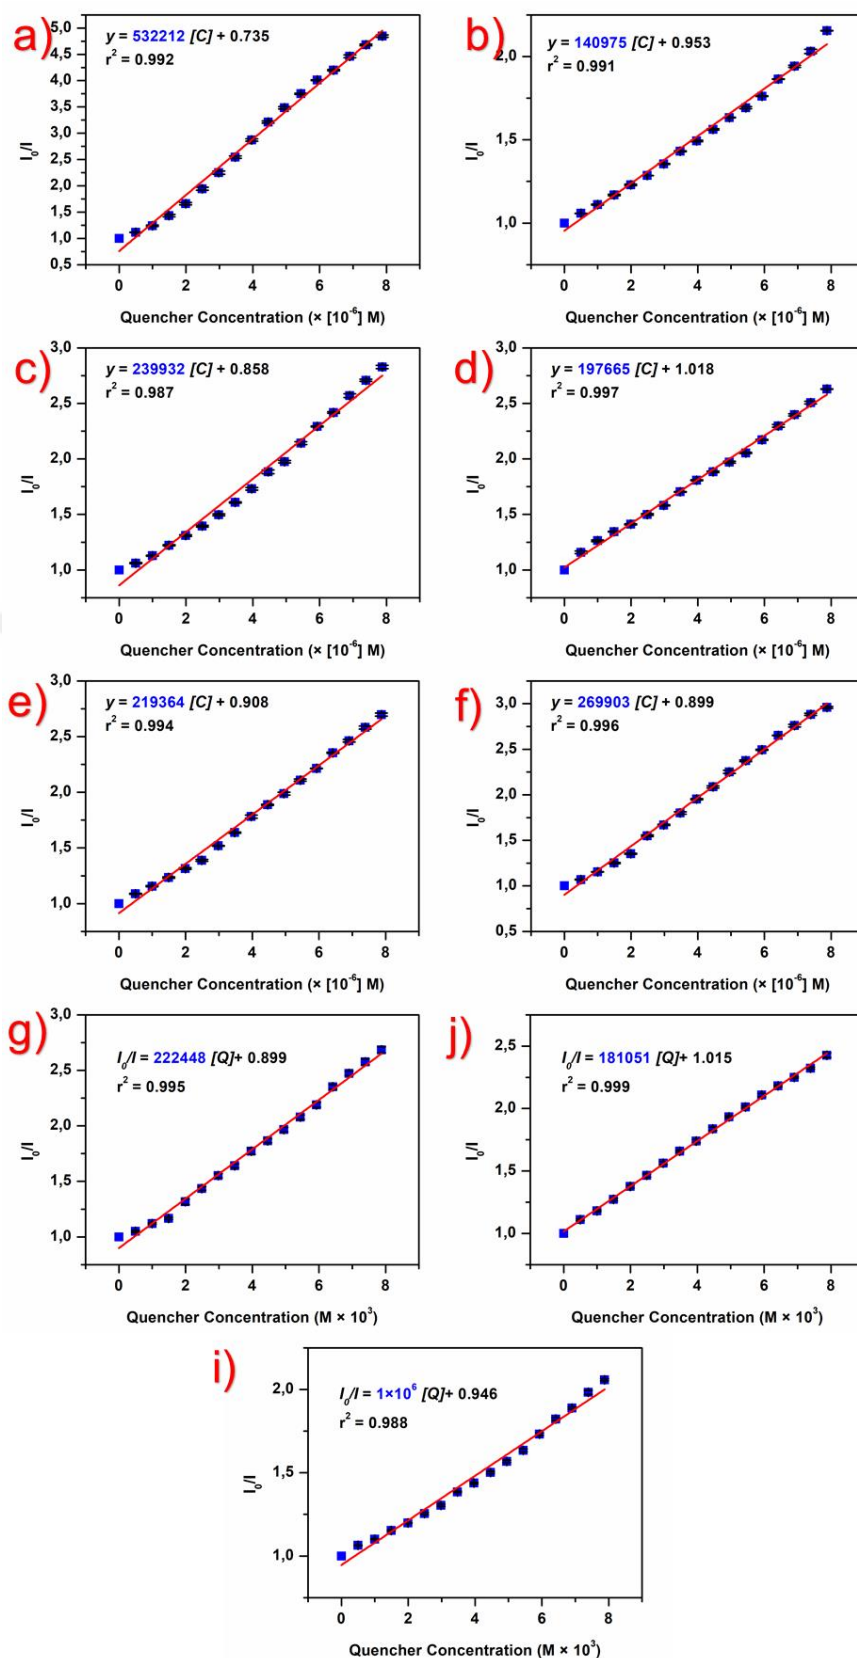 a)
y = 532212 [C] + 0.735
r² = 0.992
5,0
4,5
4,0
3,5
3,0
2,5
2,0
1,5
1,0
0,5
I₀/I
0 2 4 6 8
Quencher Concentration (× [10⁻⁶] M)
b)
y = 140975 [C] + 0.953
r² = 0.991
2,0
1,5
1,0
I₀/I
0 2 4 6 8
Quencher Concentration (× [10⁻⁶] M)
c)
y = 239932 [C] + 0.858
r² = 0.987
3,0
2,5
2,0
1,5
1,0
I₀/I
0 2 4 6 8
Quencher Concentration (× [10⁻⁶] M)
d)
y = 197665 [C] + 1.018
r² = 0.997
3,0
2,5
2,0
1,5
1,0
I₀/I
0 2 4 6 8
Quencher Concentration (× [10⁻⁶] M)
e)
y = 219364 [C] + 0.908
r² = 0.994
3,0
2,5
2,0
1,5
1,0
I₀/I
0 2 4 6 8
Quencher Concentration (× [10⁻⁶] M)
f)
y = 269903 [C] + 0.899
r² = 0.996
3,0
2,5
2,0
1,5
1,0
0,5
I₀/I
0 2 4 6 8
Quencher Concentration (× [10⁻⁶] M)
g)
I₀/I = 222448 [Q]+ 0.899
r² = 0.995
3,0
2,5
2,0
1,5
1,0
I₀/I
0 2 4 6 8
Quencher Concentration (M × 10³)
j)
I₀/I = 181051 [Q]+ 1.015
r² = 0.999
2,5
2,0
1,5
1,0
I₀/I
0 2 4 6 8
Quencher Concentration (M × 10³)
i)
I₀/I = 1×10⁶ [Q]+ 0.946
r² = 0.988
2,0
1,5
1,0
I₀/I
0 2 4 6 8
Quencher Concentration (M × 10³)